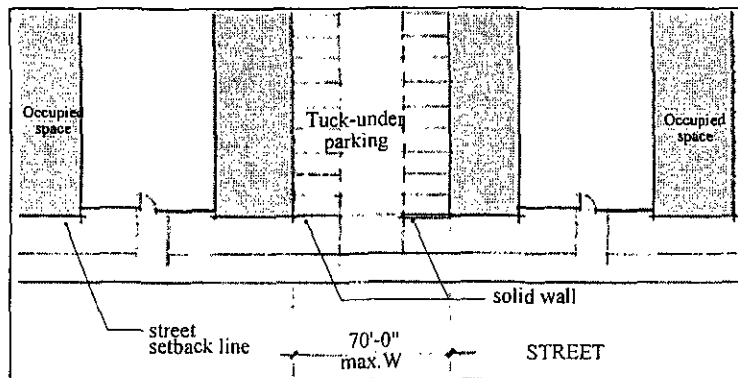 Occupied
space
Tuck-under
parking
Occupied
space
solid wall
street
setback line
70'-0"
max.W
STREET